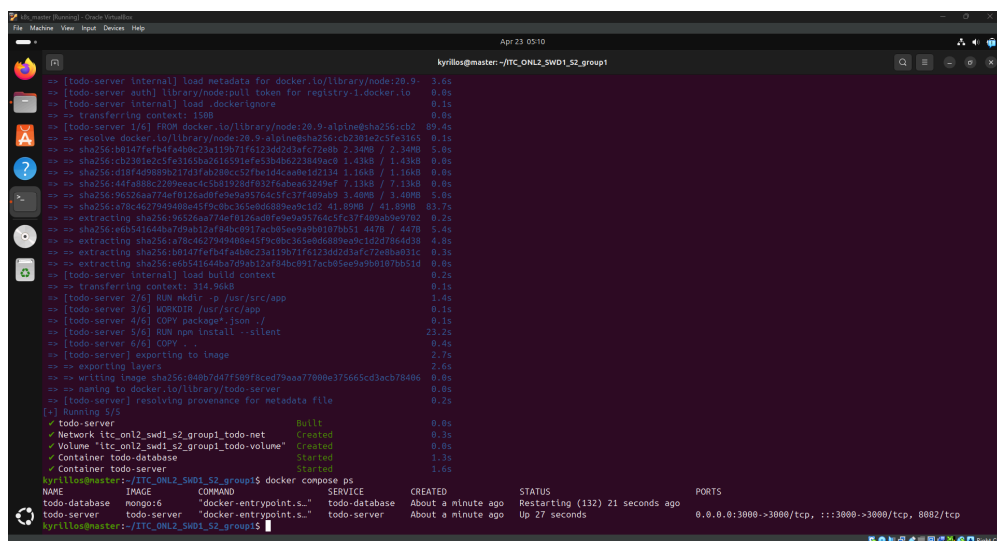 k8s_master [Running] - Oracle VirtualBox
File Machine View Input Devices Help
Apr 23 05:10
kyrillos@master: ~/ITC_ONL2_SWD1_S2_group1
=> [todo-server internal] load metadata for docker.io/library/node:20.9- 3.6s
=> [todo-server auth] library/node:pull token for registry-1.docker.io 0.0s
=> [todo-server internal] load .dockerignore 0.1s
=> => transferring context: 150B 0.0s
=> [todo-server 1/6] FROM docker.io/library/node:20.9-alpine@sha256:cb2 89.4s
=> => resolve docker.io/library/node:20.9-alpine@sha256:cb2301e2c5fe3165 0.1s
=> => sha256:b0147fefb4fa4b0c23a119b71f6123dd2d3afc72e8b 2.34MB / 2.34MB 5.0s
=> => sha256:cb2301e2c5fe3165ba2616591efe53b4b6223849ac0 1.43kB / 1.43kB 0.0s
=> => sha256:d18f4d9889b217d3fab280cc52fbe1d4caa0e1d2134 1.16kB / 1.16kB 0.0s
=> => sha256:44fa888c2209eeac4c5b81928df032f6abea63249ef 7.13kB / 7.13kB 0.0s
=> => sha256:96526aa774ef0126ad0fe9e9a95764c5fc37f409ab9 3.40MB / 3.40MB 5.0s
=> => sha256:a78c4627949408e45f9c0bc365e0d6889ea9c1d2 41.89MB / 41.89MB 83.7s
=> => extracting sha256:96526aa774ef0126ad0fe9e9a95764c5fc37f409ab9e9702 0.2s
=> => sha256:e6b541644ba7d9ab12af84bc0917acb05ee9a9b0107bb51 447B / 447B 5.4s
=> => extracting sha256:a78c4627949408e45f9c0bc365e0d6889ea9c1d2d7864d38 4.8s
=> => extracting sha256:b0147fefb4fa4b0c23a119b71f6123dd2d3afc72e8ba031c 0.3s
=> => extracting sha256:e6b541644ba7d9ab12af84bc0917acb05ee9a9b0107bb51d 0.0s
=> [todo-server internal] load build context 0.2s
=> => transferring context: 314.96kB 0.1s
=> [todo-server 2/6] RUN mkdir -p /usr/src/app 1.4s
=> [todo-server 3/6] WORKDIR /usr/src/app 0.1s
=> [todo-server 4/6] COPY package*.json ./ 0.1s
=> [todo-server 5/6] RUN npm install --silent 23.2s
=> [todo-server 6/6] COPY . . 0.4s
=> [todo-server] exporting to image 2.7s
=> => exporting layers 2.6s
=> => writing image sha256:040b7d47f509f8ced79aaa77000e375665cd3acb78406 0.0s
=> => naming to docker.io/library/todo-server 0.0s
=> [todo-server] resolving provenance for metadata file 0.2s
[+] Running 5/5
✔ todo-server Built 0.0s
✔ Network itc_onl2_swd1_s2_group1_todo-net Created 0.3s
✔ Volume "itc_onl2_swd1_s2_group1_todo-volume" Created 0.0s
✔ Container todo-database Started 1.3s
✔ Container todo-server Started 1.6s
kyrillos@master:~/ITC_ONL2_SWD1_S2_group1$ docker compose ps
NAME IMAGE COMMAND SERVICE CREATED STATUS PORTS
todo-database mongo:6 "docker-entrypoint.s…" todo-database About a minute ago Restarting (132) 21 seconds ago
todo-server todo-server "docker-entrypoint.s…" todo-server About a minute ago Up 27 seconds 0.0.0.0:3000->3000/tcp, :::3000->3000/tcp, 8082/tcp
kyrillos@master:~/ITC_ONL2_SWD1_S2_group1$